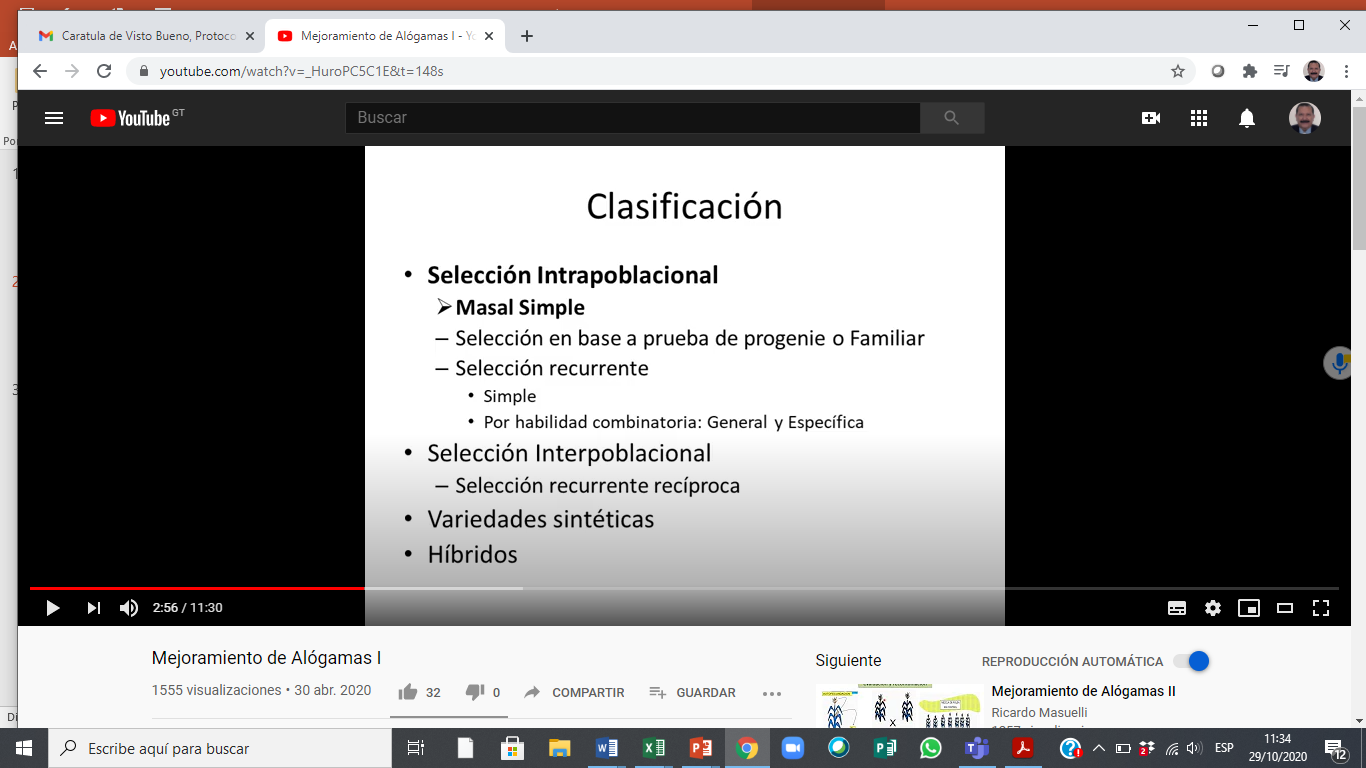 Caratula de Visto Bueno, Protoco
Mejoramiento de Alógamas I - Yo
youtube.com/watch?v=_HuroPC5C1E&t=148s
YouTube GT
Buscar
Clasificación
• Selección Intrapoblacional
➢ Masal Simple
– Selección en base a prueba de progenie o Familiar
– Selección recurrente
• Simple
• Por habilidad combinatoria: General y Específica
• Selección Interpoblacional
– Selección recurrente recíproca
• Variedades sintéticas
• Híbridos
2:56 / 11:30
Mejoramiento de Alógamas I
1555 visualizaciones • 30 abr. 2020
32
0
COMPARTIR
GUARDAR
Siguiente
REPRODUCCIÓN AUTOMÁTICA
Mejoramiento de Alógamas II
Ricardo Masuelli
Escribe aquí para buscar
ESP
11:34
29/10/2020
12